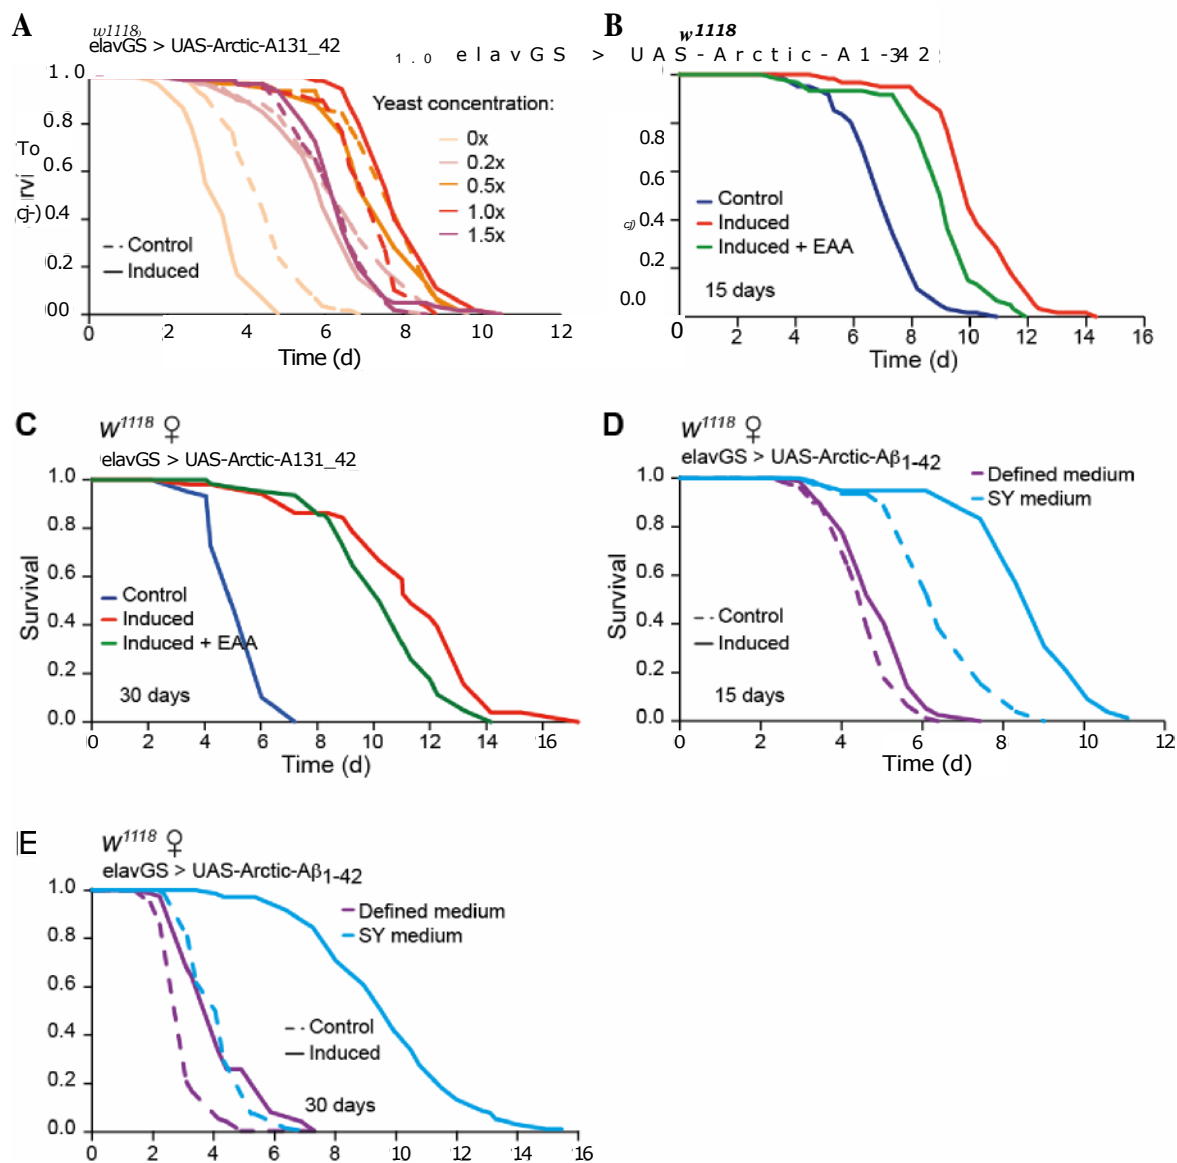 A
w1118)
elavGS > UAS-Arctic-A131_42
Yeast concentration:
0x
0.2x
0.5x
1.0x
1.5x
Control
Induced
1.0
0.8
0.6
0.4
0.2
00
0 2 4 6 8 10 12
Time (d)
B
w1118
1.0 elavGS > UAS-Arctic-A1-342
0.8
0.6
0.4
0.2
0.0
Control
Induced
Induced + EAA
15 days
0 2 4 6 8 10 12 14 16
Time (d)
C
w1118 ♀
elavGS > UAS-Arctic-A131_42
Survival
1.0
0.8
0.6
0.4
0.2
0.0
Control
Induced
Induced + EAA
30 days
0 2 4 6 8 10 12 14 16
Time (d)
D
w1118 ♀
elavGS > UAS-Arctic-Aβ1-42
Defined medium
SY medium
Survival
1.0
0.8
0.6
0.4
0.2
0.0
Control
Induced
15 days
0 2 4 6 8 10 12
Time (d)
E
w1118 ♀
elavGS > UAS-Arctic-Aβ1-42
Defined medium
SY medium
1.0
0.8
0.6
0.4
0.2
0.0
Control
Induced
30 days
0 2 4 6 8 10 12 14 16